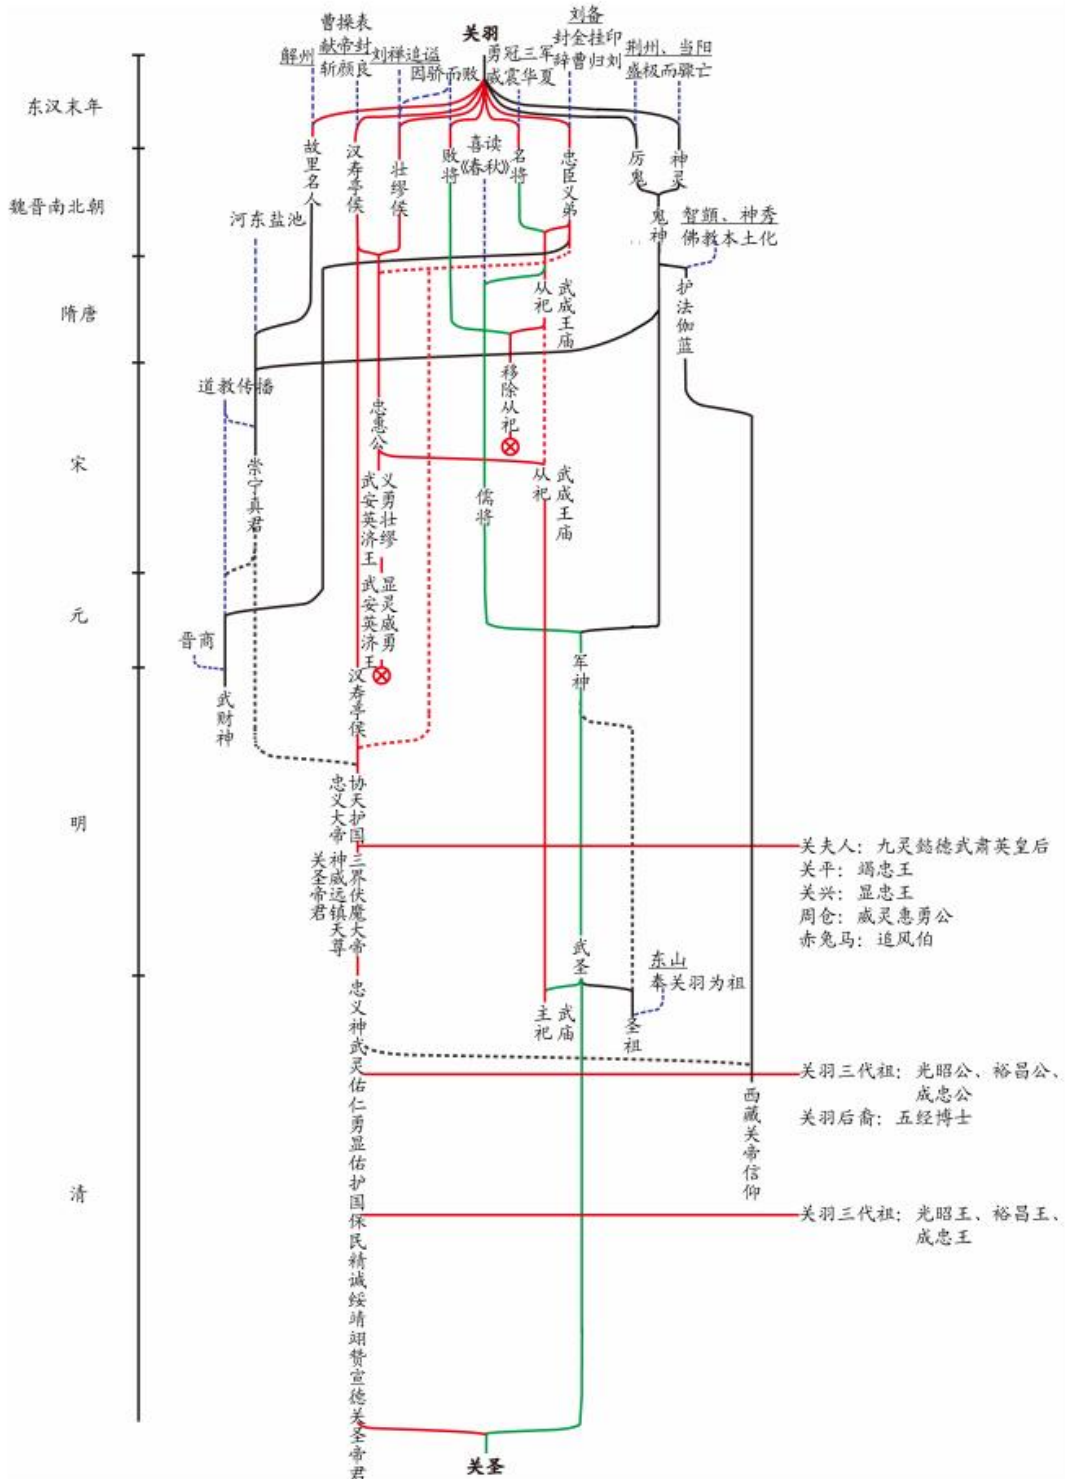 关羽
曹操表
献帝封
斩颜良
解州
刘禅追谥
因骄而败
勇冠三军
威震华夏
刘备
封金挂印
辞曹归刘
荆州、当阳
盛极而骤亡
东汉末年
魏晋南北朝
隋唐
宋
元
明
清
故里名人
汉寿亭侯
壮缪侯
败将
喜读
《春秋》
名将
忠臣义弟
厉鬼
神灵
鬼神
河东盐池
智顗、神秀
佛教本土化
护法伽蓝
从祀
武成王庙
移除从祀
道教传播
崇宁真君
忠惠公
义勇壮缪
武安英济王
显灵威勇
武安英济王
儒将
从祀
武成王庙
晋商
武财神
汉寿亭侯
军神
协天护国
忠义大帝
三界伏魔大帝
神威远镇天尊
关圣帝君
关夫人：九灵懿德武肃英皇后
关平：竭忠王
关兴：显忠王
周仓：威灵惠勇公
赤兔马：追风伯
武圣
东山
奉关羽为祖
主祀
武庙
圣祖
忠义神武灵佑仁勇显佑护国保民精诚绥靖翊赞宣德关圣帝君
关羽三代祖：光昭公、裕昌公、
成忠公
关羽后裔：五经博士
西藏关帝信仰
关羽三代祖：光昭王、裕昌王、
成忠王
关圣